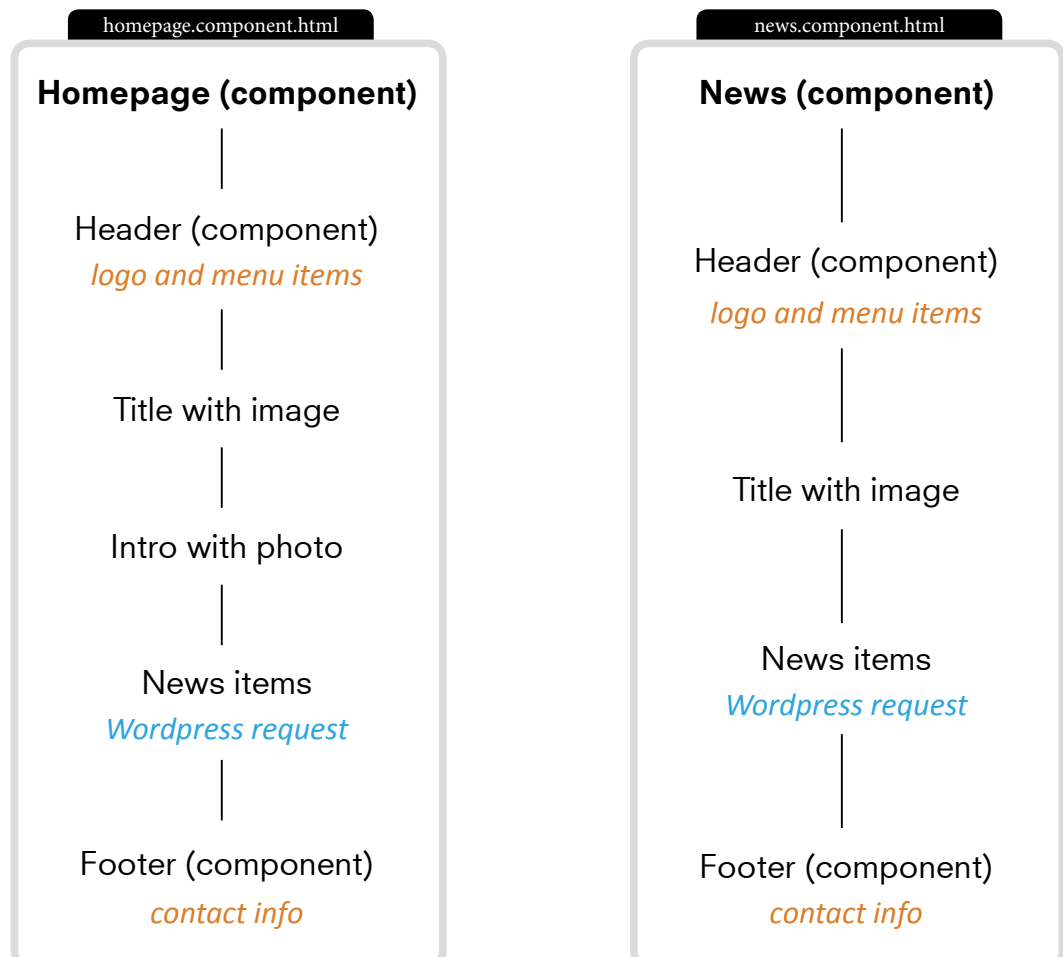 homepage.component.html
Homepage (component)
Header (component)
logo and menu items
Title with image
Intro with photo
News items
Wordpress request
Footer (component)
contact info
news.component.html
News (component)
Header (component)
logo and menu items
Title with image
News items
Wordpress request
Footer (component)
contact info